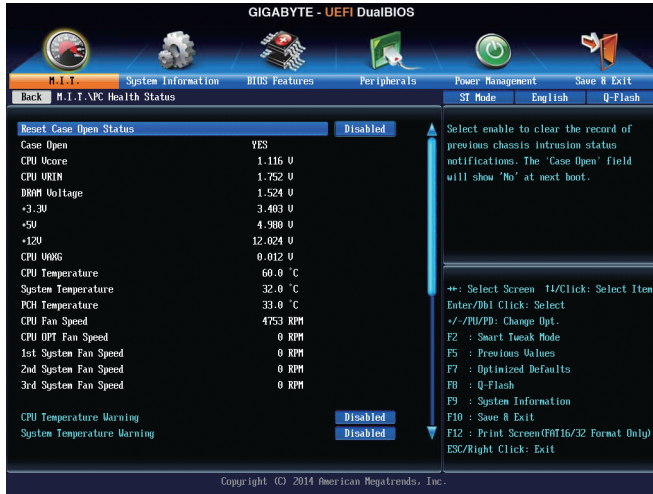 GIGABYTE - UEFI DualBIOS
M.I.T. System Information BIOS Features Peripherals Power Management Save & Exit
Back M.I.T.\PC Health Status ST Mode English Q-Flash
Reset Case Open Status Disabled
Case Open YES
CPU Vcore 1.116 V
CPU VRIN 1.752 V
DRAM Voltage 1.524 V
+3.3V 3.403 V
+5V 4.980 V
+12V 12.024 V
CPU VAXG 0.012 V
CPU Temperature 60.0 °C
System Temperature 32.0 °C
PCH Temperature 33.0 °C
CPU Fan Speed 4753 RPM
CPU OPT Fan Speed 0 RPM
1st System Fan Speed 0 RPM
2nd System Fan Speed 0 RPM
3rd System Fan Speed 0 RPM
CPU Temperature Warning Disabled
System Temperature Warning Disabled
Select enable to clear the record of
previous chassis intrusion status
notifications. The 'Case Open' field
will show 'No' at next boot.
↔: Select Screen ↑↓/Click: Select Item
Enter/Dbl Click: Select
+/-/PU/PD: Change Opt.
F2 : Smart Tweak Mode
F5 : Previous Values
F7 : Optimized Defaults
F8 : Q-Flash
F9 : System Information
F10 : Save & Exit
F12 : Print Screen(FAT16/32 Format Only)
ESC/Right Click: Exit
Copyright (C) 2014 American Megatrends, Inc.